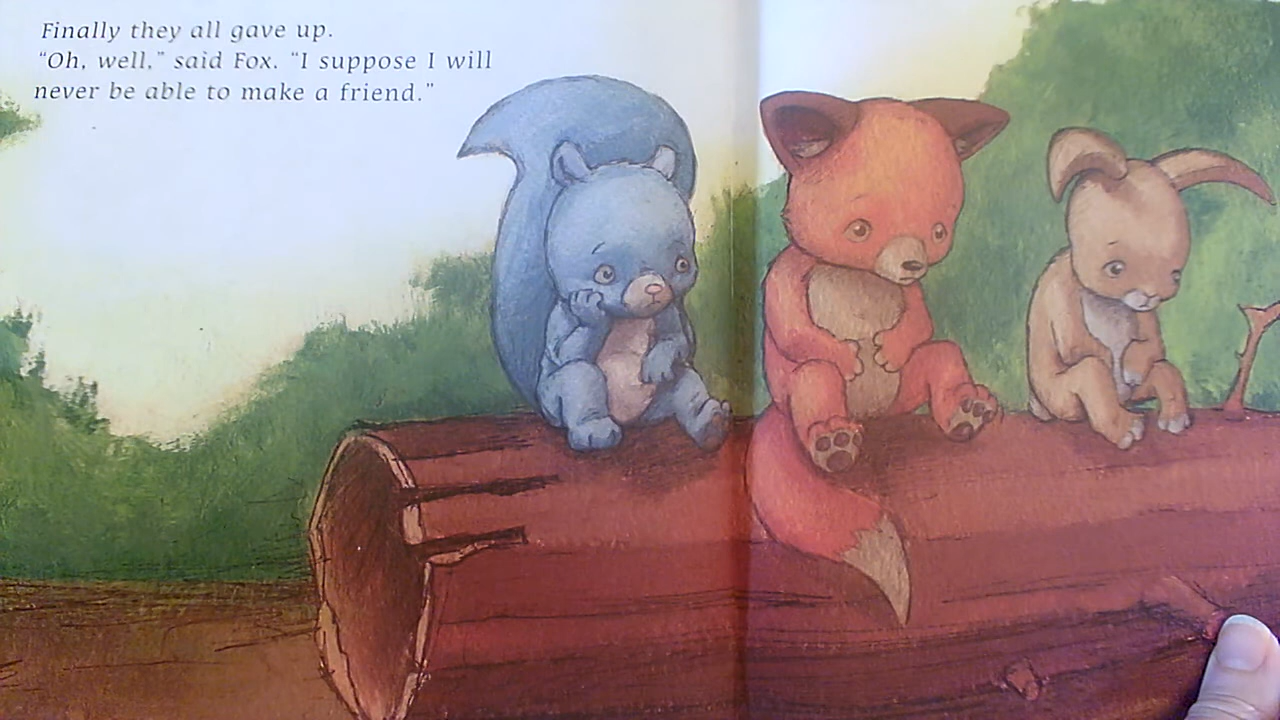 Finally they all gave up.
“Oh, well,” said Fox. “I suppose I will
never be able to make a friend.”